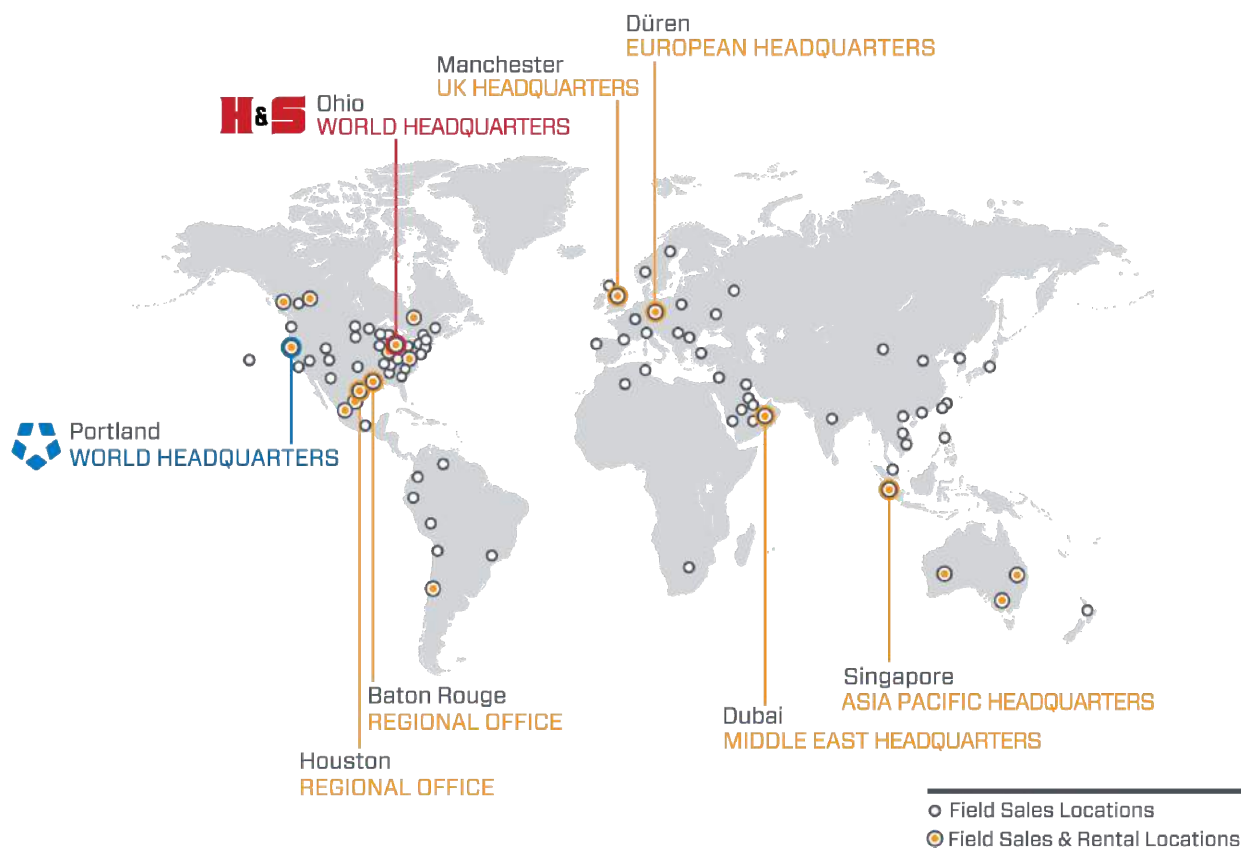 Düren
EUROPEAN HEADQUARTERS
Manchester
UK HEADQUARTERS
H&S
Ohio
WORLD HEADQUARTERS
Portland
WORLD HEADQUARTERS
Baton Rouge
REGIONAL OFFICE
Houston
REGIONAL OFFICE
Singapore
ASIA PACIFIC HEADQUARTERS
Dubai
MIDDLE EAST HEADQUARTERS
Field Sales Locations
Field Sales & Rental Locations